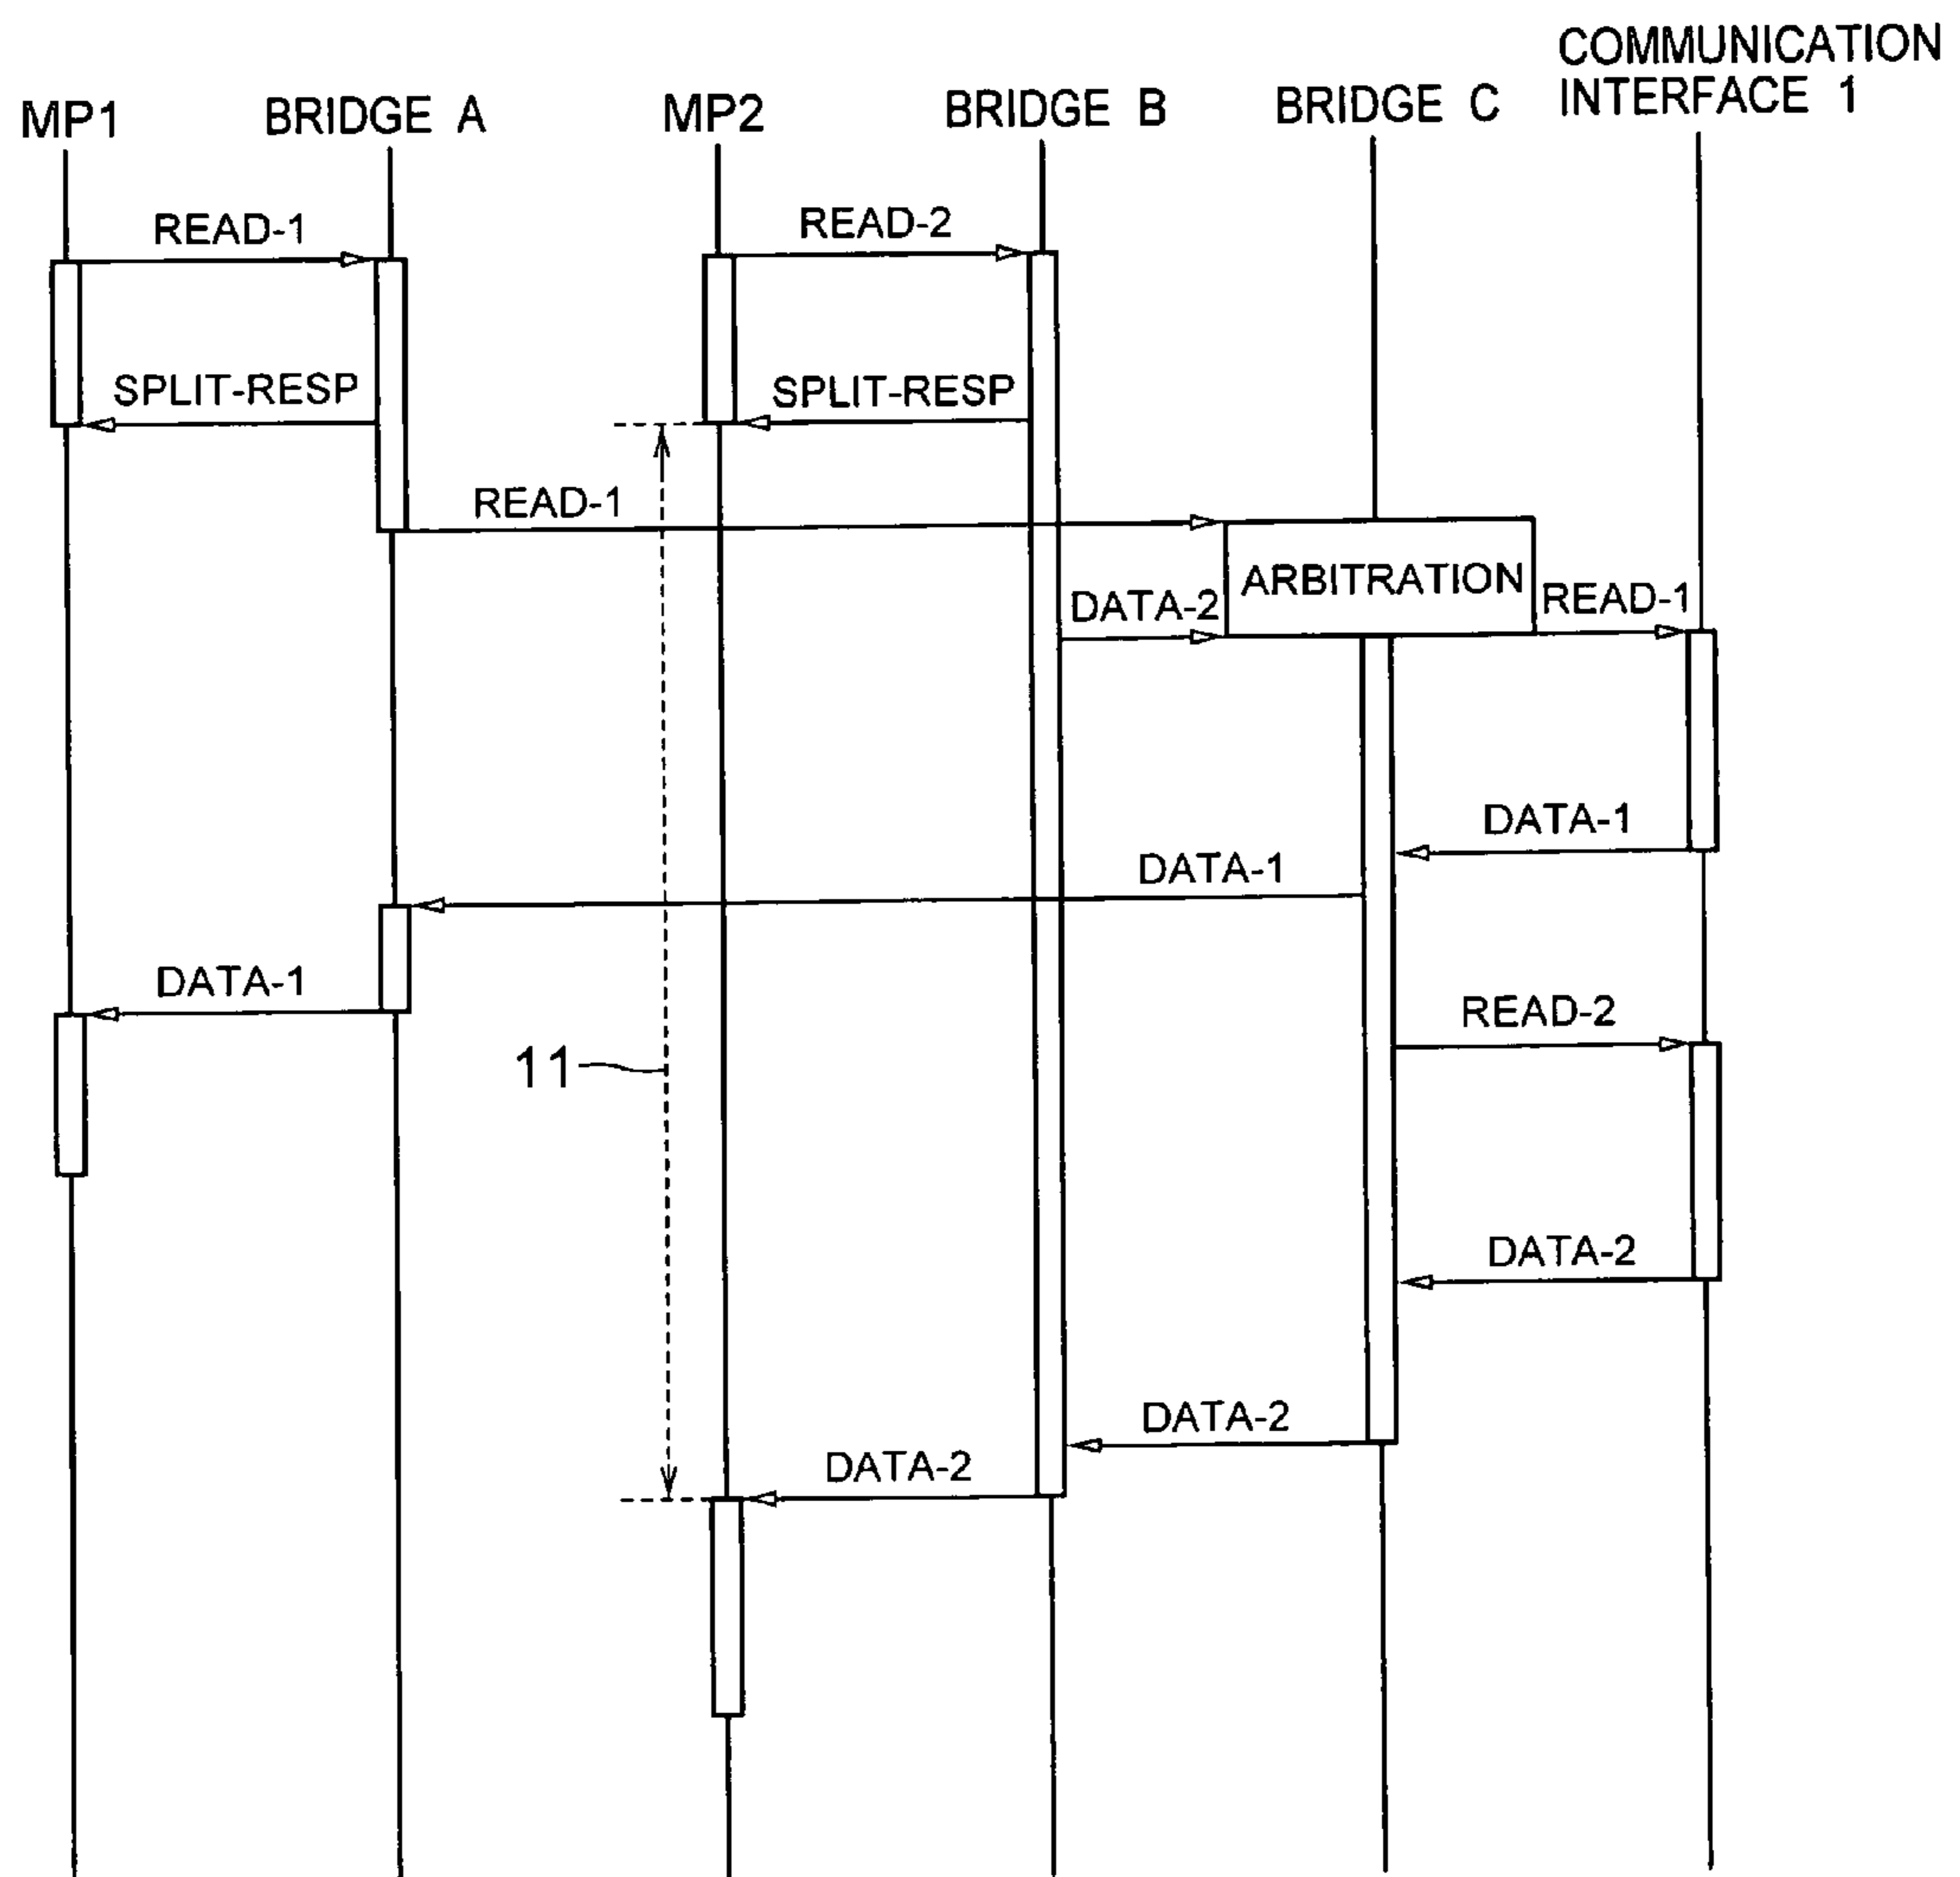 COMMUNICATION
INTERFACE 1
MP1
BRIDGE A
MP2
BRIDGE B
BRIDGE C
READ-1
READ-2
SPLIT-RESP
SPLIT-RESP
READ-1
ARBITRATION
DATA-2
READ-1
DATA-1
DATA-1
DATA-1
READ-2
11
DATA-2
DATA-2
DATA-2